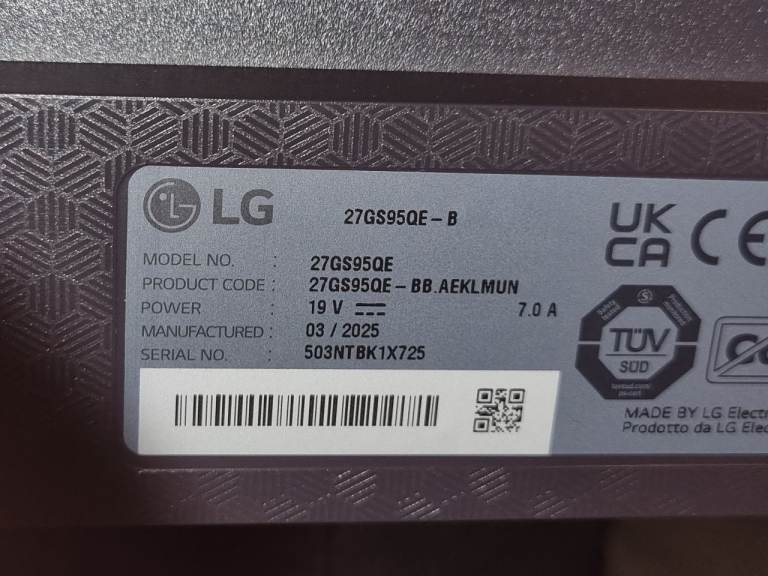 LG
27GS95QE-B
UK
CA
CE
MODEL NO. : 27GS95QE
PRODUCT CODE : 27GS95QE-BB.AEKLMUN
POWER : 19 V 7.0 A
MANUFACTURED : 03 / 2025
SERIAL NO. : 503NTBK1X725
TÜV
SÜD
MADE BY LG
Prodotto da LG